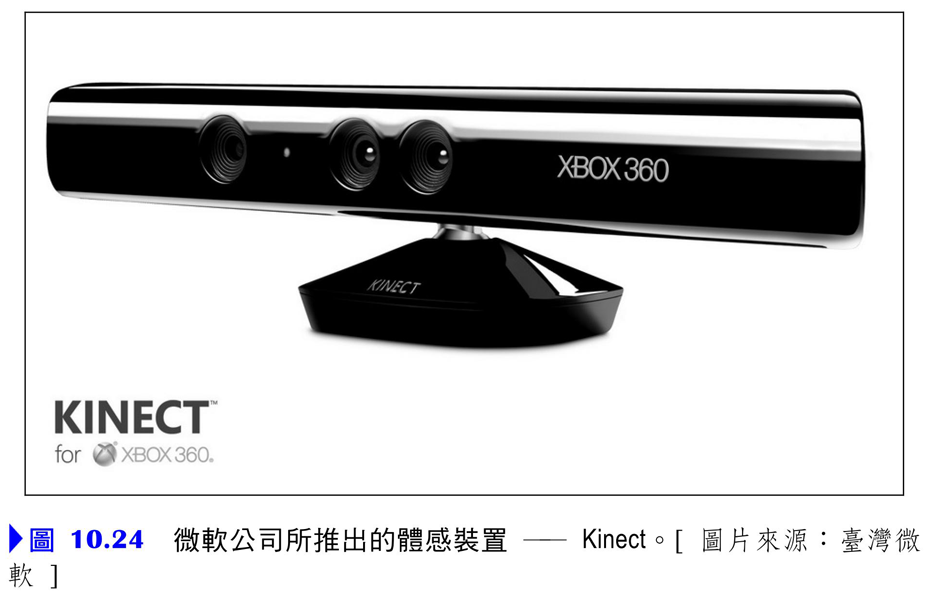 XBOX 360
KINECT
KINECT™
for XBOX 360®
圖 10.24 微軟公司所推出的體感裝置 —— Kinect。[ 圖片來源：臺灣微
軟 ]